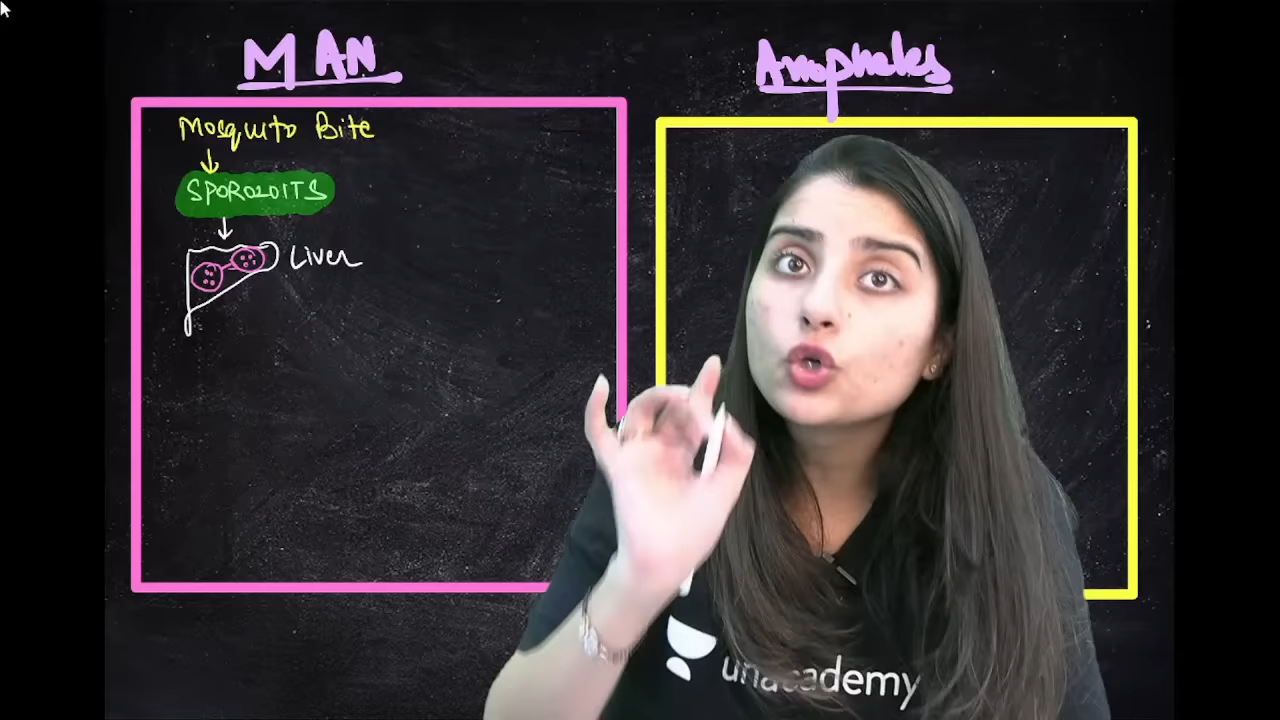 MAN
Anopheles
Mosquito Bite
SPOROZOITS
Liver
unacademy